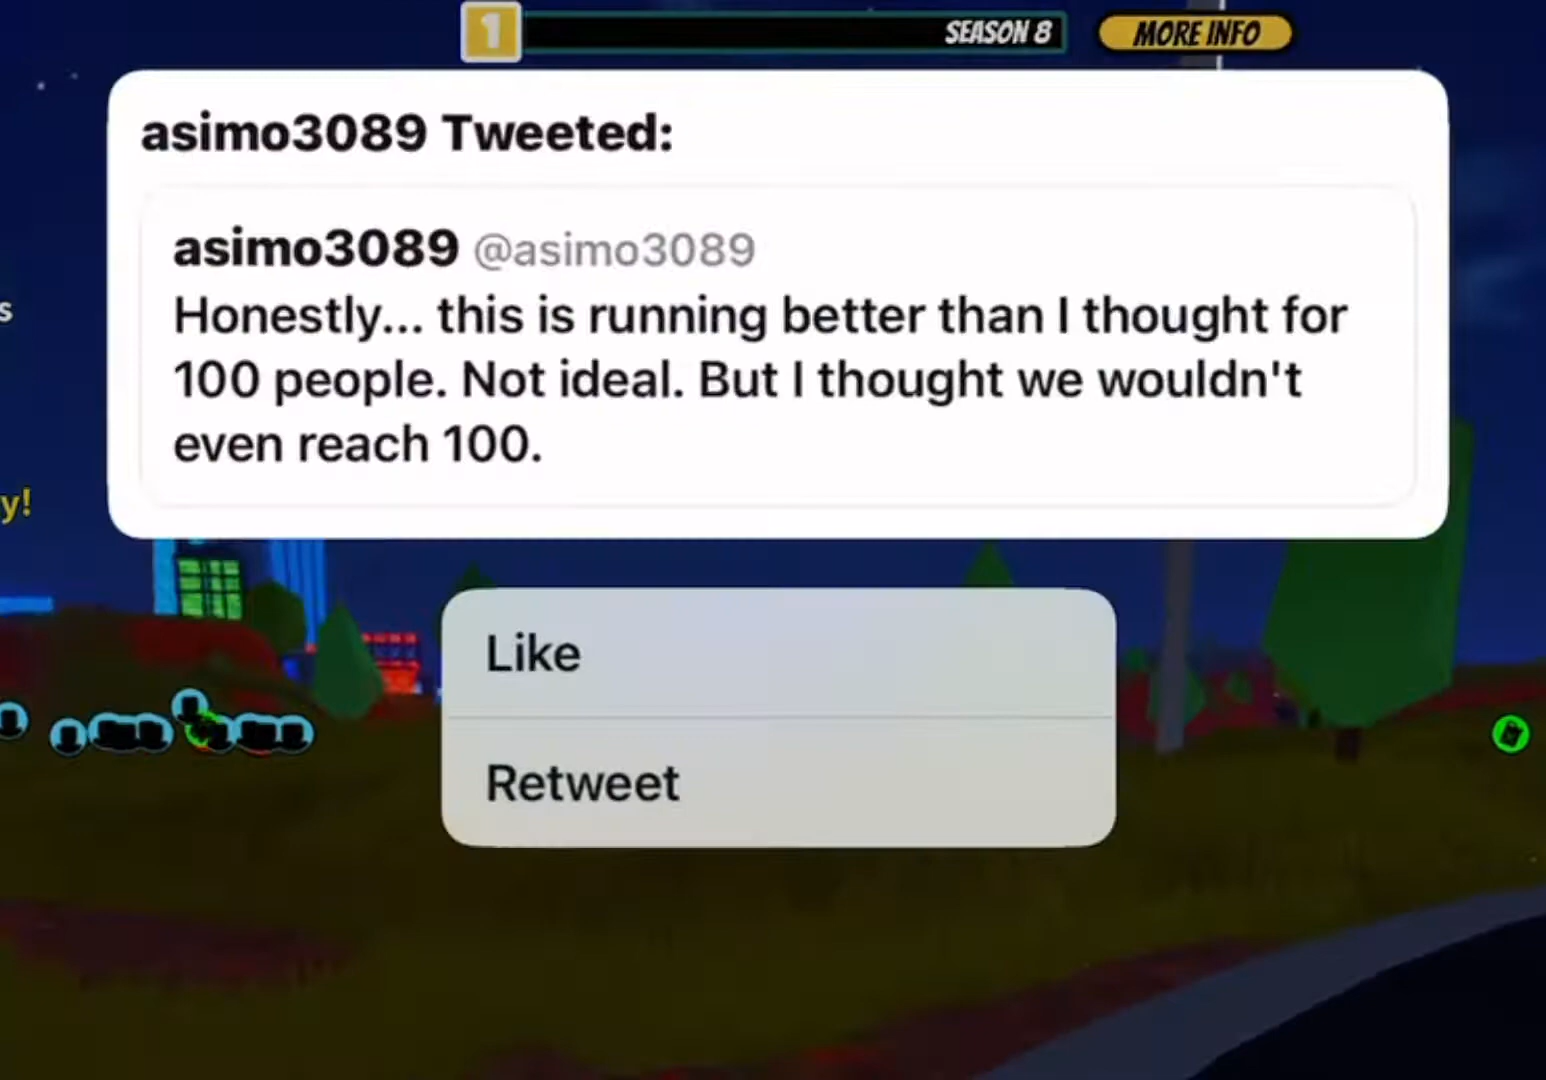 1
SEASON 8
MORE INFO
asimo3089 Tweeted:
asimo3089 @asimo3089
Honestly... this is running better than I thought for
100 people. Not ideal. But I thought we wouldn't
even reach 100.
s
y!
Like
Retweet